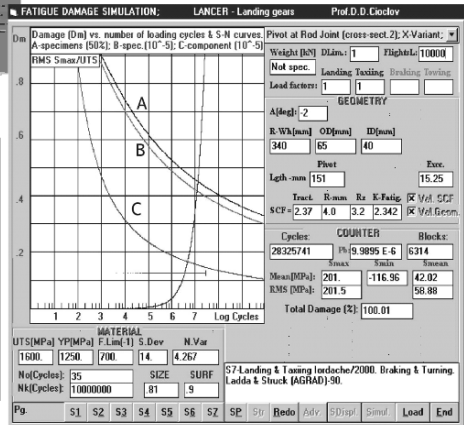 FATIGUE DAMAGE SIMULATION; LANCER - Landing gears Prof.D.D.Cioclov
Dm Damage [Dm] vs. number of loading cycles & S-N curves.
A-specimens (50%); B-spec.(10^-5); C-component (10^-5)
RMS Smax/UTS
.8
.6
.4
.2
A
B
C
1 2 3 4 5 6 7 Log Cycles
Pivot at Rod Joint (cross-sect.2); X-Variant;
Weight [kN] DLim.: 1 Flights/L: 10000
Not spec. Landing Taxiing Braking Towing
Load factors: 1 1
GEOMETRY
A[deg]: -2
R-Wh[mm] OD[mm] ID[mm]
340 65 40
Pivot Exrc.
Lgth -mm 151 15.25
Tract. R-mm Rz K-Fatig. Val. SCF
SCF= 2.37 4.0 3.2 2.342 Val.Geom.
Cycles: COUNTER Blocks:
28325741 Pb: 9.9895 E-6 6314
Smax Smin Smean
Mean[MPa]: 201. -116.96 42.02
RMS [MPa]: 201.5 58.88
Total Damage [%]: 100.01
MATERIAL
UTS[MPa] YP[MPa] F.Lim(-1) S.Dev N.Var
1600. 1250. 700. 14. 4.267
No[Cycles]: 35 SIZE SURF
Nk[Cycles]: 10000000 .81 .9
S7-Landing & Taxiing Iordache/2000. Braking & Turning.
Ladda & Struck (AGRAD)-90.
Pg. S1 S2 S3 S4 S5 S6 S7 SP Str Redo Adv. SDispl Simul Load End